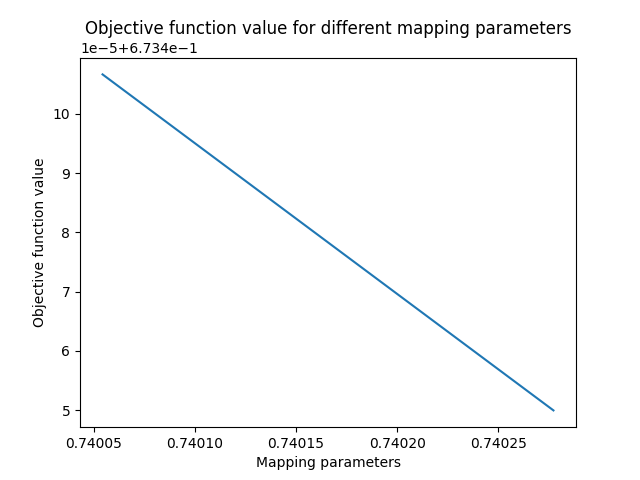 Objective function value for different mapping parameters
1e−5+6.734e−1
10
9
8
7
6
5
Objective function value
0.74005 0.74010 0.74015 0.74020 0.74025
Mapping parameters